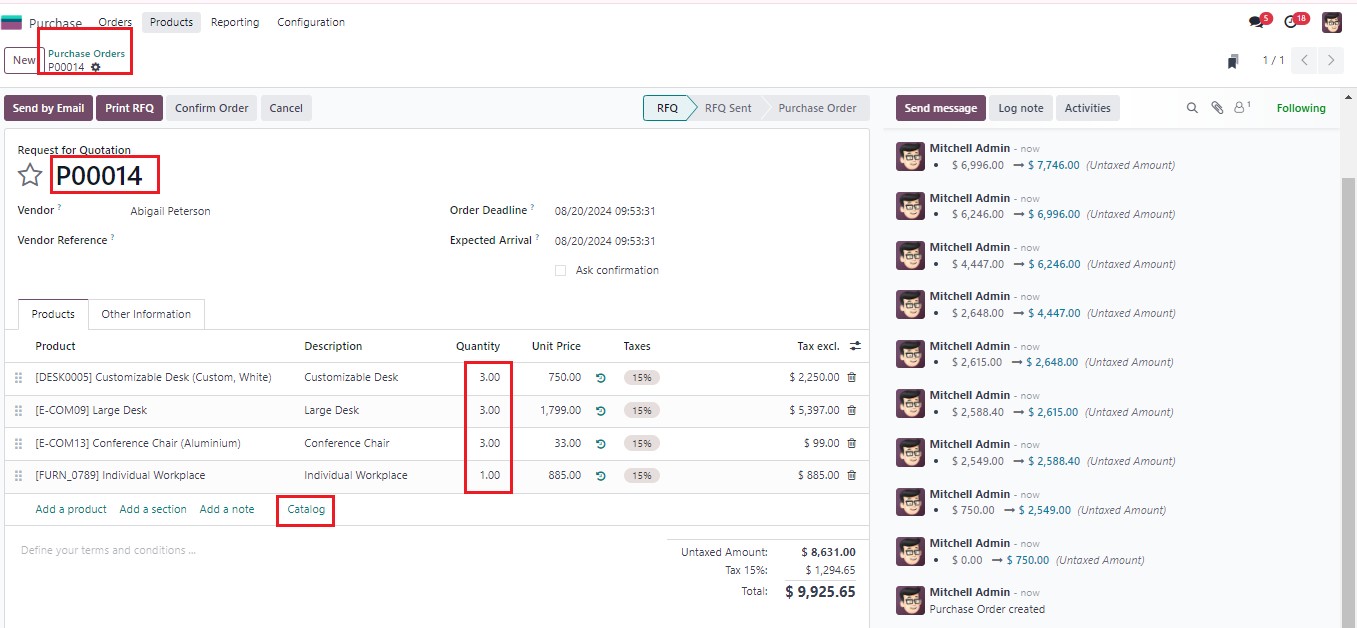 Purchase Orders Products Reporting Configuration 5 18
New Purchase Orders
P00014 1 / 1
Send by Email Print RFQ Confirm Order Cancel RFQ RFQ Sent Purchase Order Send message Log note Activities 1 Following
Request for Quotation
P00014
Vendor ? Abigail Peterson Order Deadline ? 08/20/2024 09:53:31
Vendor Reference ? Expected Arrival ? 08/20/2024 09:53:31
Ask confirmation
Products Other Information
Product Description Quantity Unit Price Taxes Tax excl.
[DESK0005] Customizable Desk (Custom, White) Customizable Desk 3.00 750.00 15% $ 2,250.00
[E-COM09] Large Desk Large Desk 3.00 1,799.00 15% $ 5,397.00
[E-COM13] Conference Chair (Aluminium) Conference Chair 3.00 33.00 15% $ 99.00
[FURN_0789] Individual Workplace Individual Workplace 1.00 885.00 15% $ 885.00
Add a product Add a section Add a note Catalog
Define your terms and conditions ...
Untaxed Amount: $ 8,631.00
Tax 15%: $ 1,294.65
Total: $ 9,925.65
Mitchell Admin - now
• $ 6,996.00 → $ 7,746.00 (Untaxed Amount)
Mitchell Admin - now
• $ 6,246.00 → $ 6,996.00 (Untaxed Amount)
Mitchell Admin - now
• $ 4,447.00 → $ 6,246.00 (Untaxed Amount)
Mitchell Admin - now
• $ 2,648.00 → $ 4,447.00 (Untaxed Amount)
Mitchell Admin - now
• $ 2,615.00 → $ 2,648.00 (Untaxed Amount)
Mitchell Admin - now
• $ 2,588.40 → $ 2,615.00 (Untaxed Amount)
Mitchell Admin - now
• $ 2,549.00 → $ 2,588.40 (Untaxed Amount)
Mitchell Admin - now
• $ 750.00 → $ 2,549.00 (Untaxed Amount)
Mitchell Admin - now
• $ 0.00 → $ 750.00 (Untaxed Amount)
Mitchell Admin - now
Purchase Order created